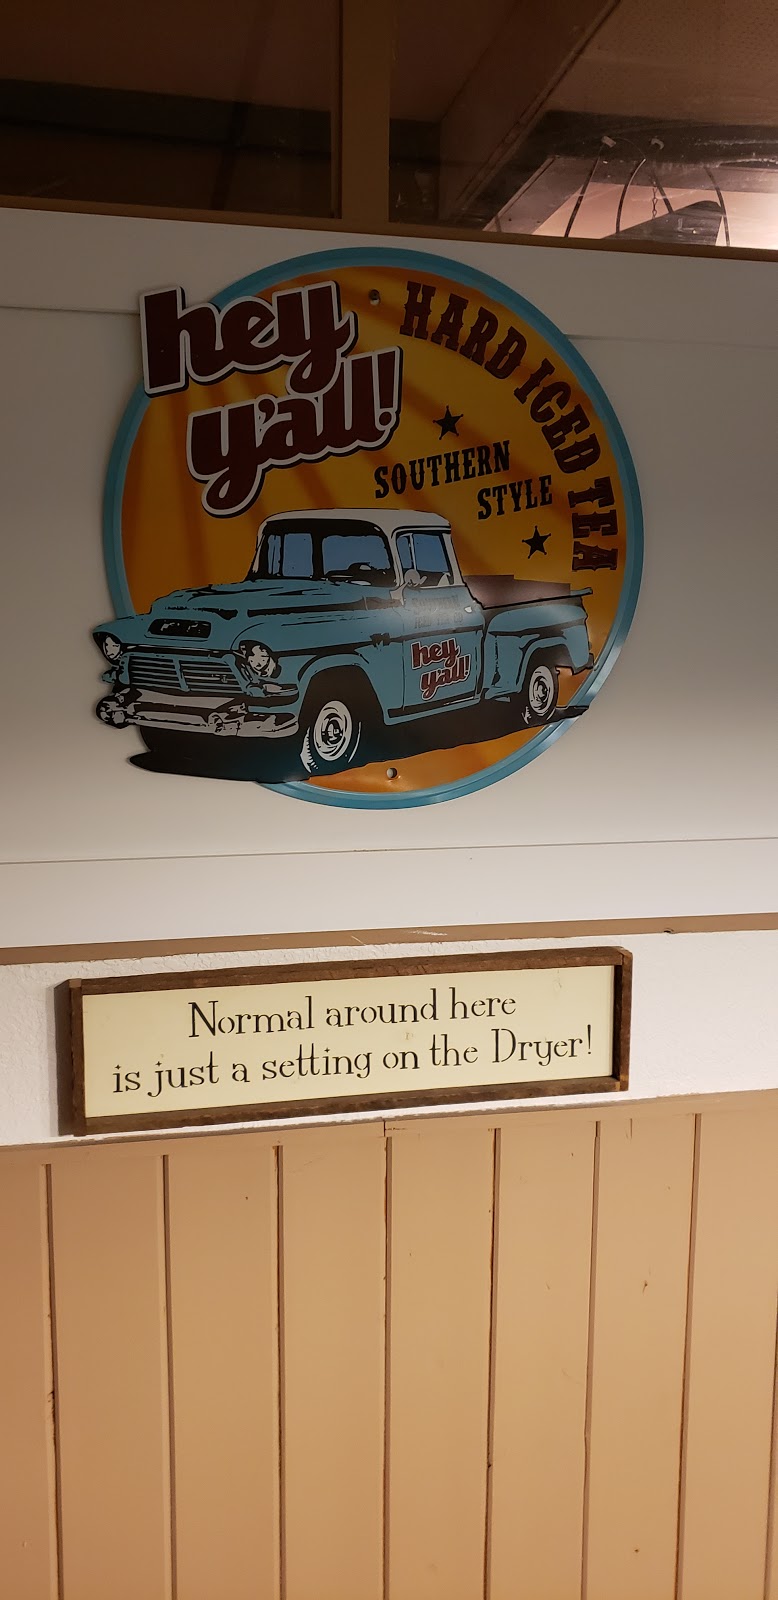 hey
y'all!
HARD ICED TEA
SOUTHERN
STYLE
hey
y'all!
Normal around here
is just a setting on the Dryer!